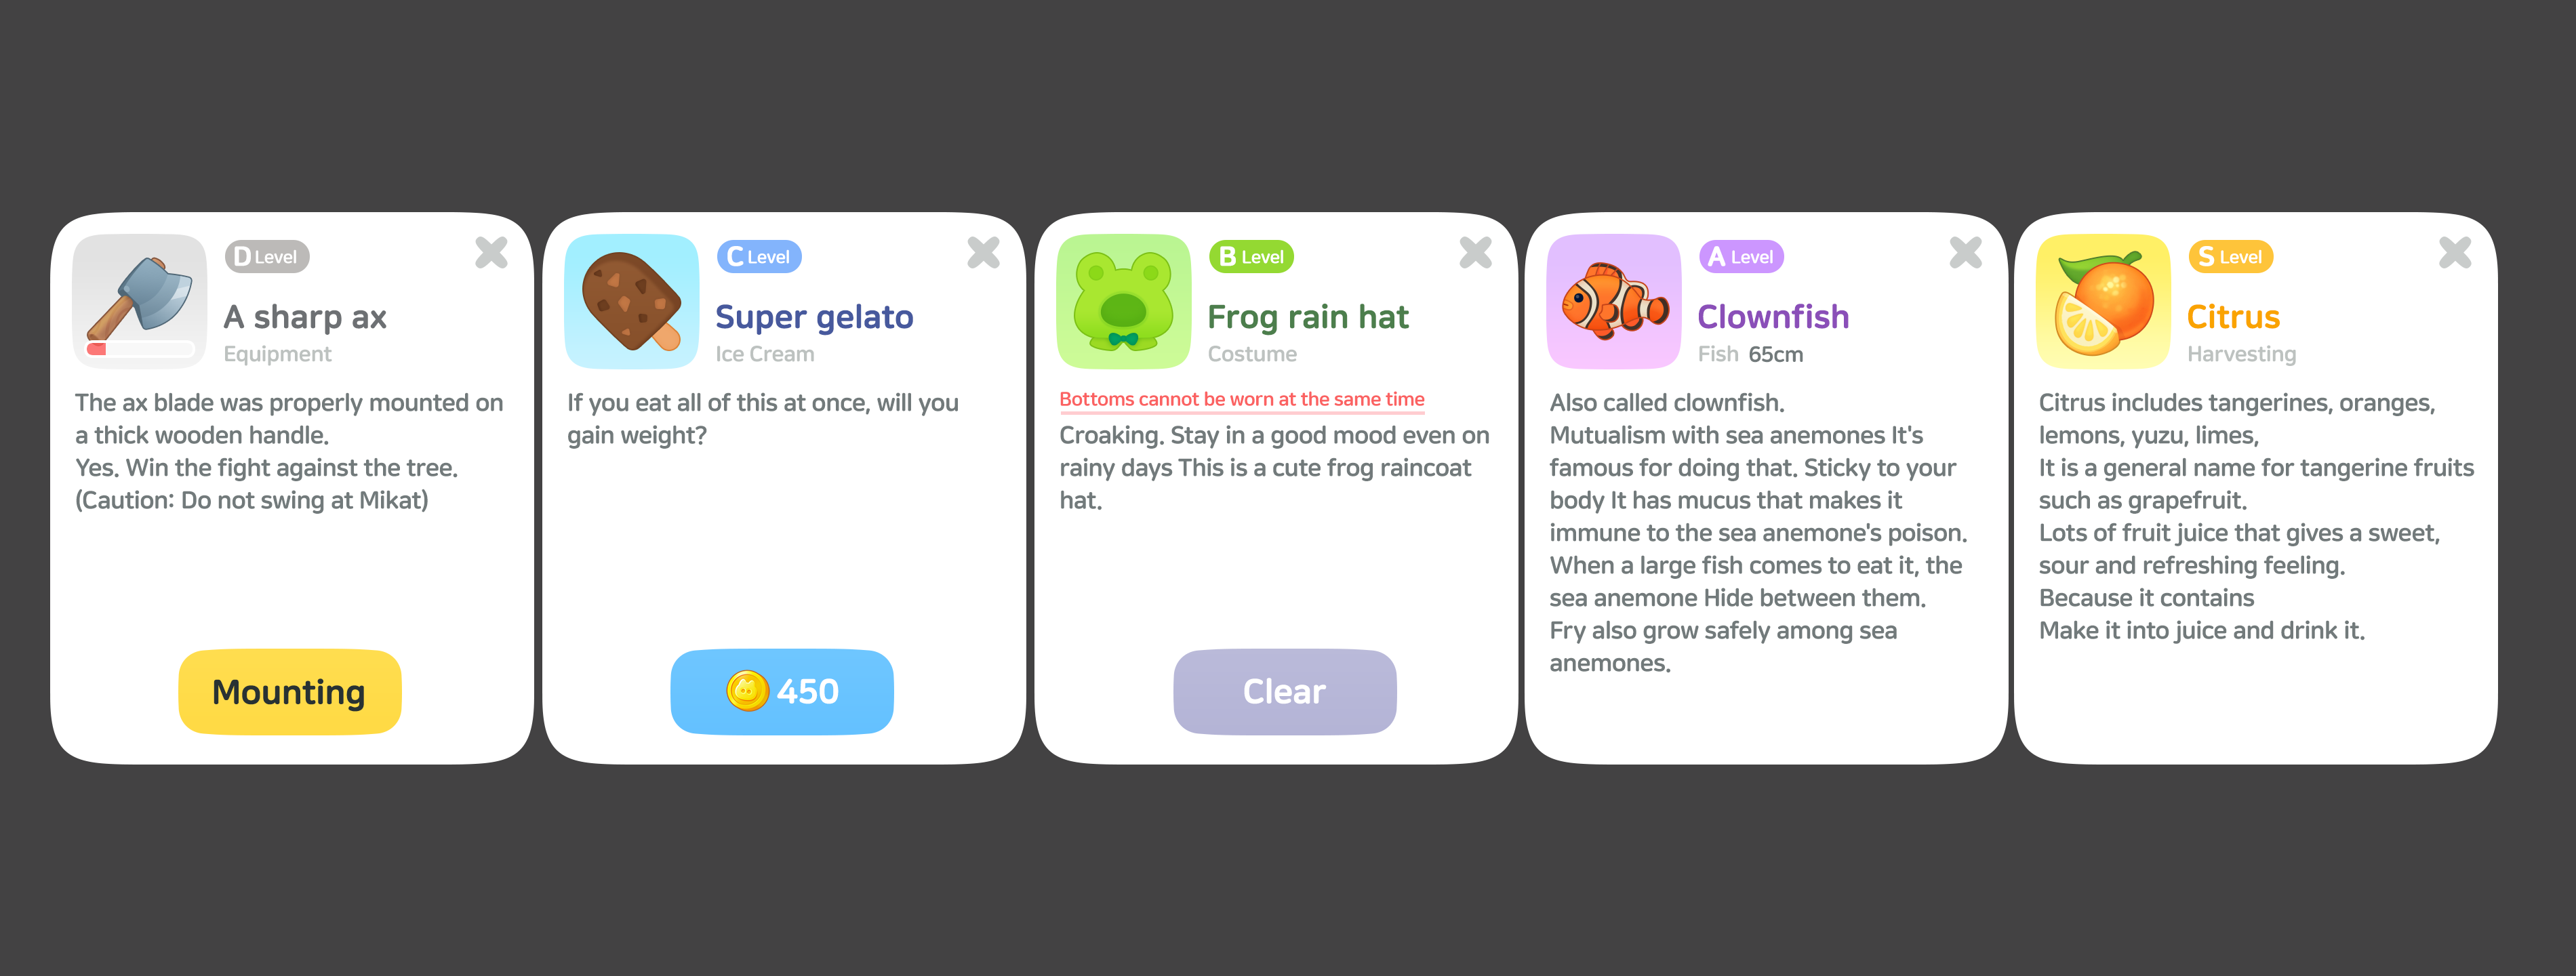 D Level
A sharp ax
Equipment
The ax blade was properly mounted on
a thick wooden handle.
Yes. Win the fight against the tree.
(Caution: Do not swing at Mikat)
Mounting
C Level
Super gelato
Ice Cream
If you eat all of this at once, will you
gain weight?
450
B Level
Frog rain hat
Costume
Bottoms cannot be worn at the same time
Croaking. Stay in a good mood even on
rainy days This is a cute frog raincoat
hat.
Clear
A Level
Clownfish
Fish 65cm
Also called clownfish.
Mutualism with sea anemones It's
famous for doing that. Sticky to your
body It has mucus that makes it
immune to the sea anemone's poison.
When a large fish comes to eat it, the
sea anemone Hide between them.
Fry also grow safely among sea
anemones.
S Level
Citrus
Harvesting
Citrus includes tangerines, oranges,
lemons, yuzu, limes,
It is a general name for tangerine fruits
such as grapefruit.
Lots of fruit juice that gives a sweet,
sour and refreshing feeling.
Because it contains
Make it into juice and drink it.